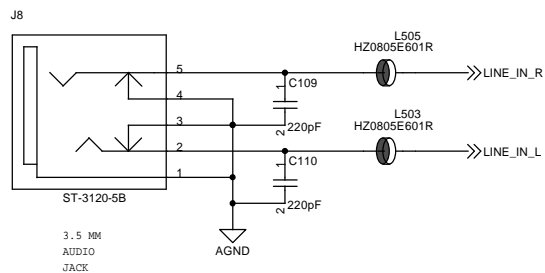 J8
L505
HZ0805E601R
5
1
C109
LINE_IN_R
4
L503
HZ0805E601R
3
2
220pF
2
1
C110
LINE_IN_L
1
ST-3120-5B
2
220pF
3.5 MM
AUDIO
JACK
AGND